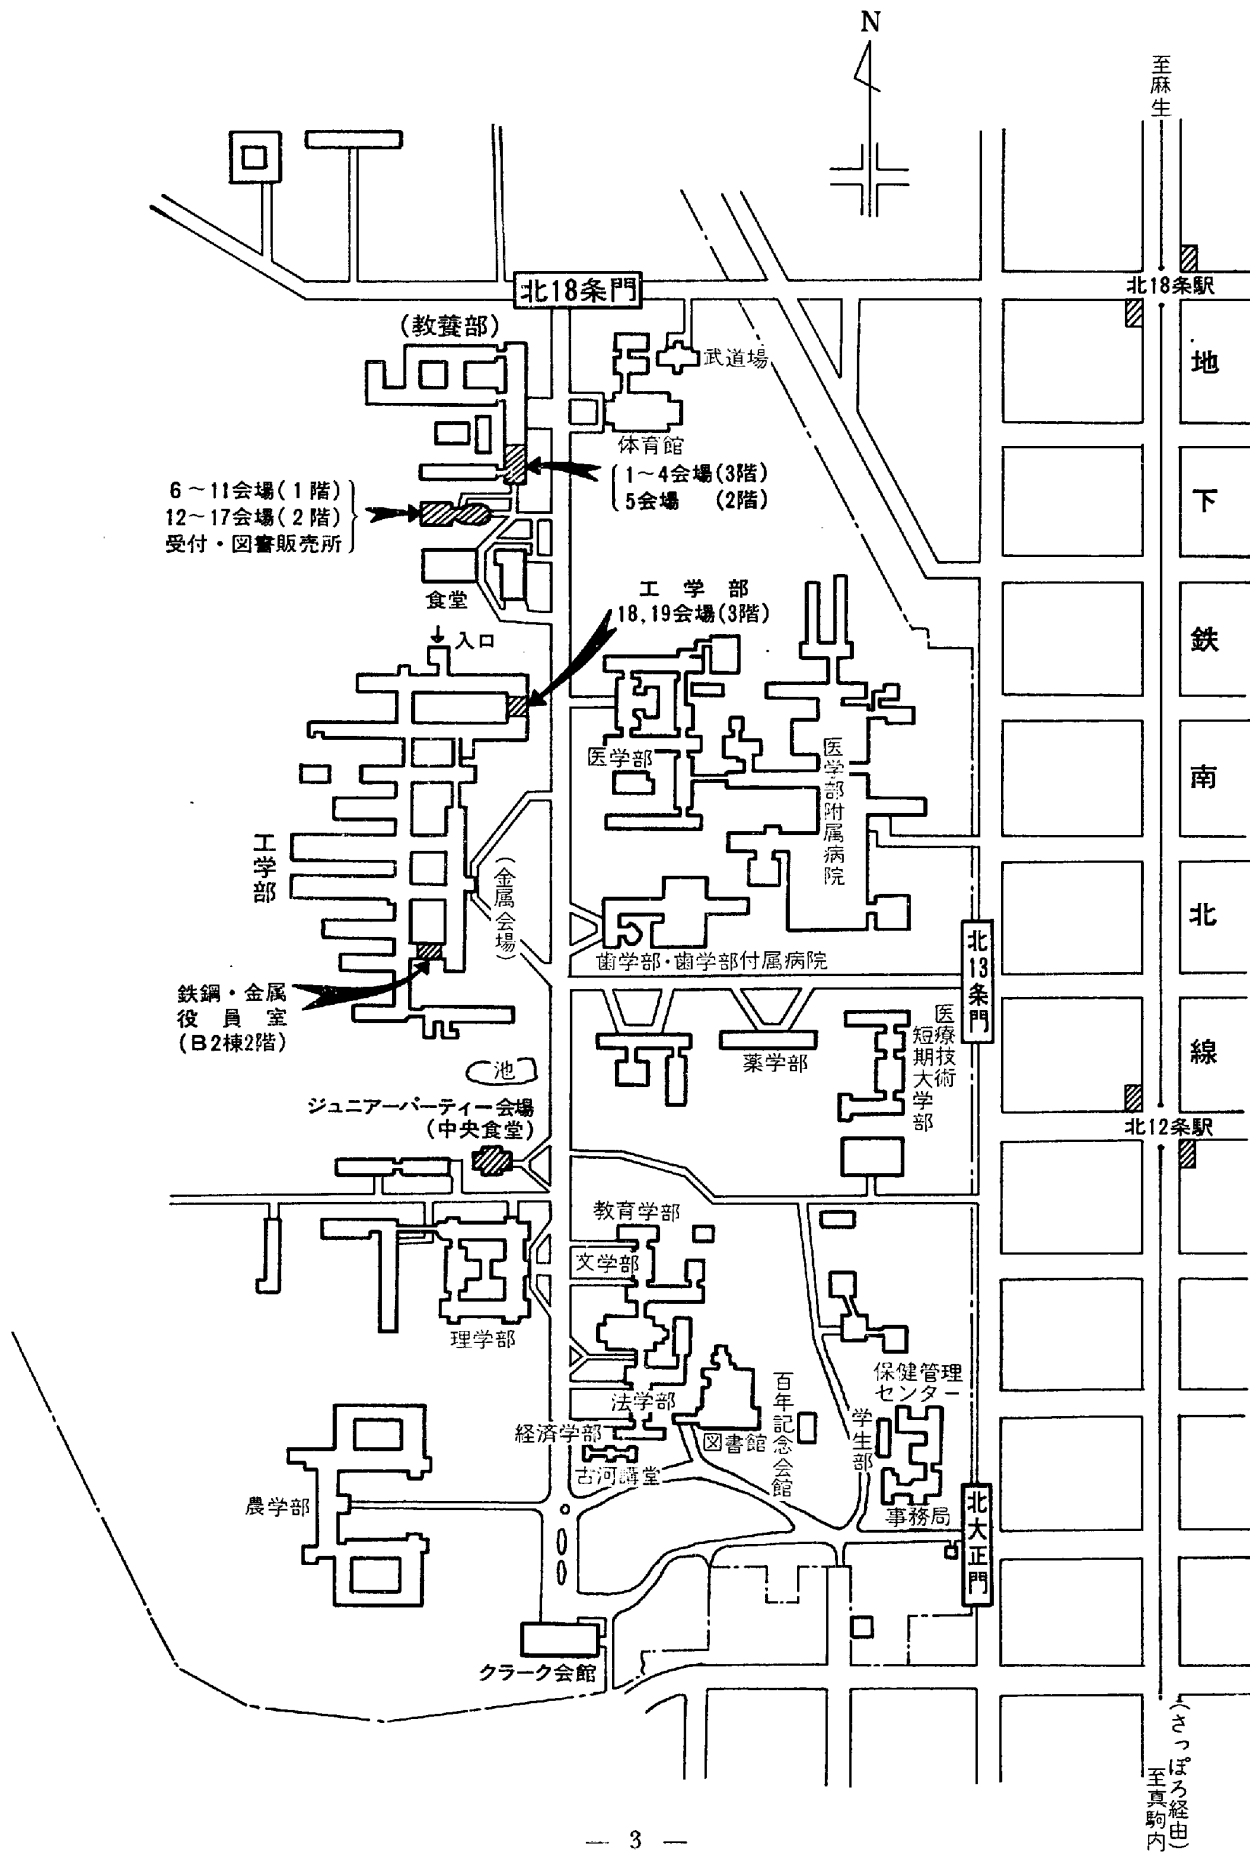 N
至麻生
北18条門
北18条駅
(教養部)
武道場
地下鉄南北線
体育館
1～4会場(3階)
5会場 (2階)
6～11会場(1階)
12～17会場(2階)
受付・図書販売所
食堂
工学部
18,19会場(3階)
入口
医学部
医学部附属病院
工学部
(金属会場)
北13条門
歯学部・歯学部付属病院
鉄鋼・金属
役員室
(B2棟2階)
医療技術
短期大学部
薬学部
池
ジュニアーパーティー会場
(中央食堂)
北12条駅
教育学部
文学部
理学部
保健管理
センター
法学部
百年記念会館
学生部
経済学部
図書館
古河講堂
農学部
事務局
北大正門
クラーク会館
(さっぽろ経由)
至真駒内
— 3 —